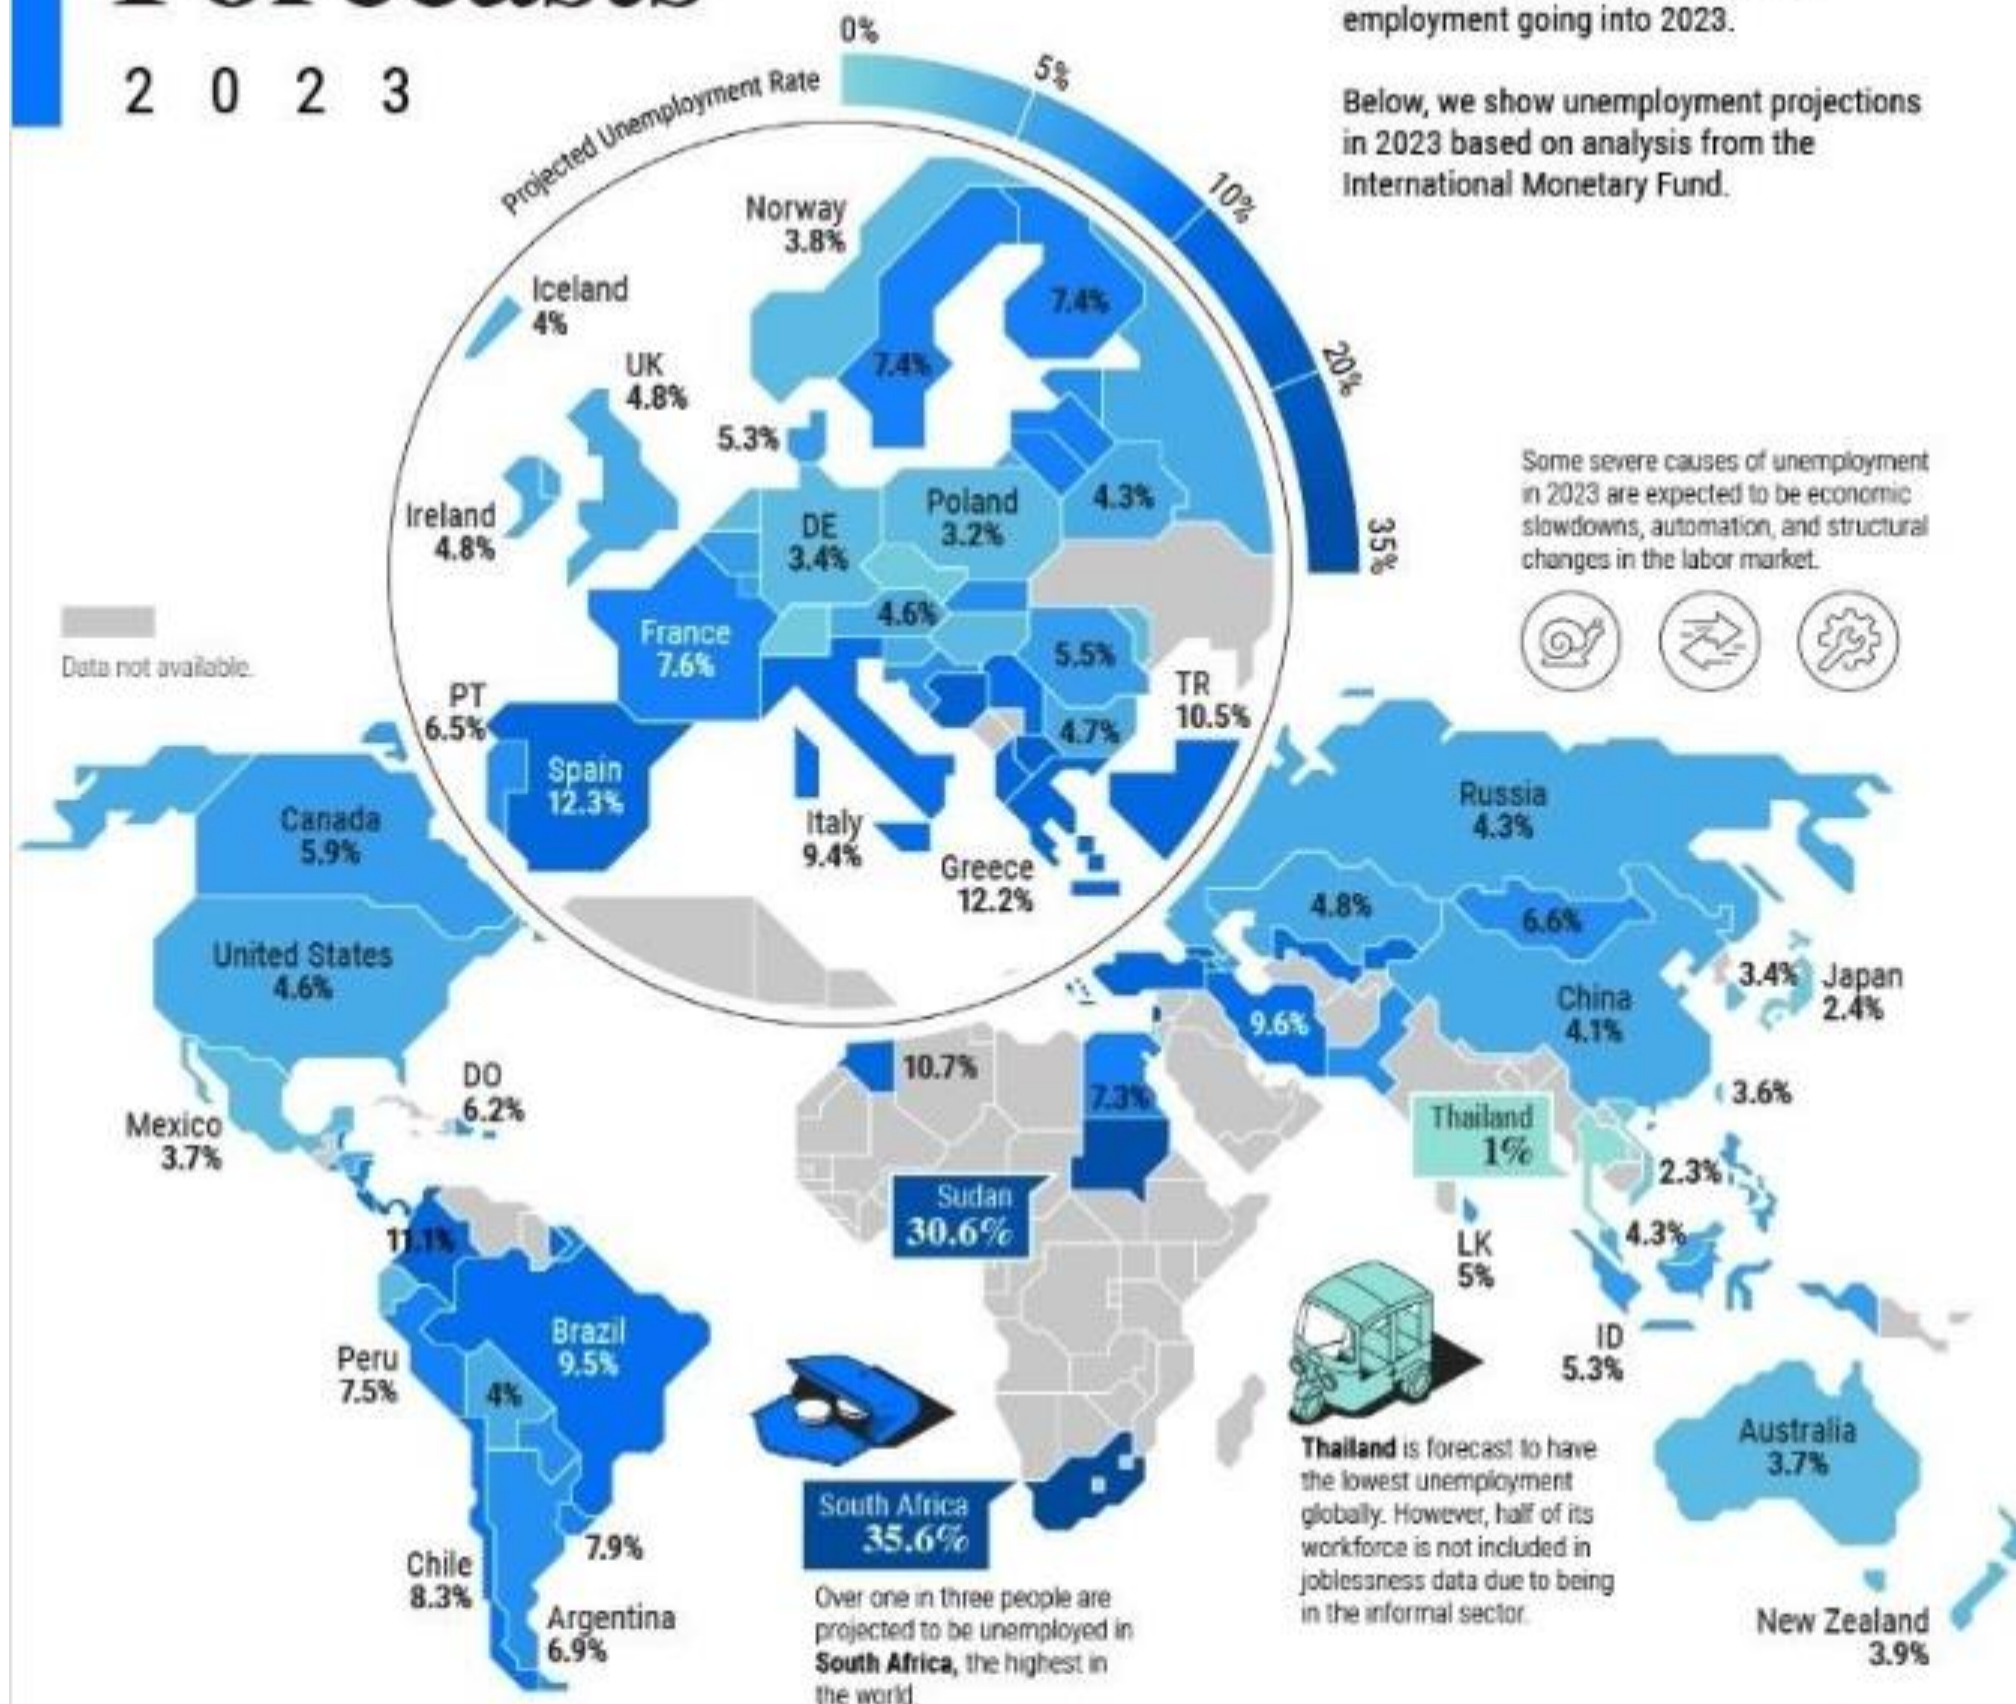 Forecasts
2 0 2 3
employment going into 2023.
Below, we show unemployment projections
in 2023 based on analysis from the
International Monetary Fund.
Projected Unemployment Rate
0%
5%
10%
20%
35%
Norway
3.8%
Iceland
4%
UK
4.8%
7.4%
7.4%
5.3%
Ireland
4.8%
DE
3.4%
Poland
3.2%
4.3%
Some severe causes of unemployment
in 2023 are expected to be economic
slowdowns, automation, and structural
changes in the labor market.
Data not available.
France
7.6%
4.6%
5.5%
PT
6.5%
TR
10.5%
4.7%
Spain
12.3%
Italy
9.4%
Greece
12.2%
Canada
5.9%
United States
4.6%
Russia
4.3%
4.8%
6.6%
China
4.1%
3.4%
Japan
2.4%
9.6%
10.7%
7.3%
DO
6.2%
Mexico
3.7%
3.6%
Thailand
1%
2.3%
Sudan
30.6%
4.3%
LK
5%
11.1%
ID
5.3%
Brazil
9.5%
Peru
7.5%
4%
Australia
3.7%
Thailand is forecast to have
the lowest unemployment
globally. However, half of its
workforce is not included in
joblessness data due to being
in the informal sector.
South Africa
35.6%
Over one in three people are
projected to be unemployed in
South Africa, the highest in
the world.
7.9%
Chile
8.3%
Argentina
6.9%
New Zealand
3.9%